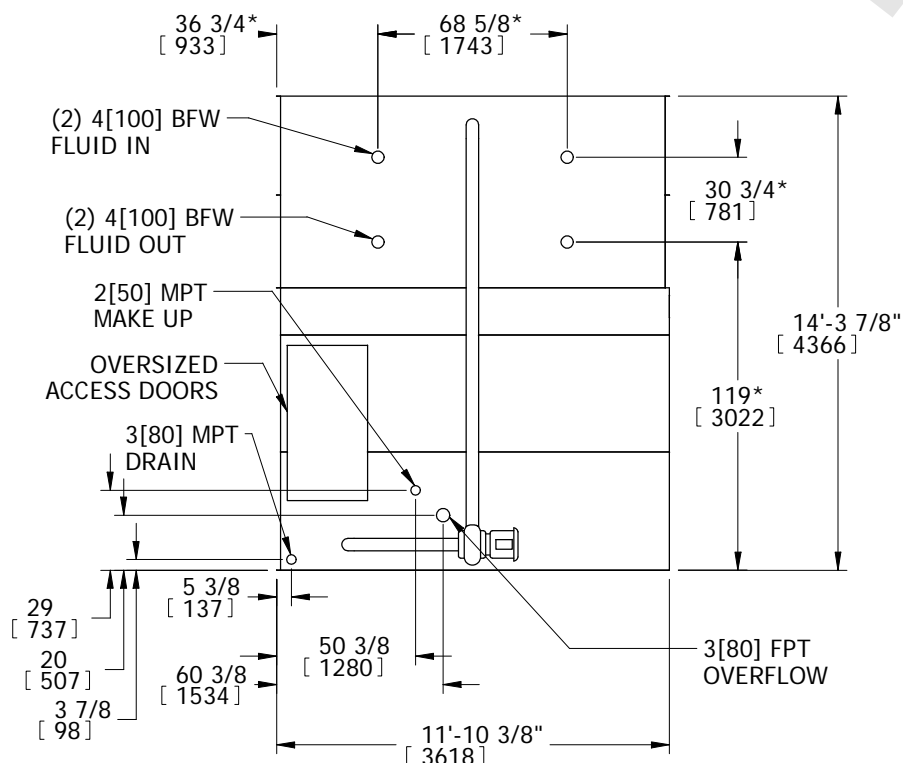 36 3/4*
[ 933]
68 5/8*
[ 1743]
(2) 4[100] BFW
FLUID IN
30 3/4*
[ 781]
(2) 4[100] BFW
FLUID OUT
2[50] MPT
MAKE UP
14'-3 7/8"
[ 4366]
OVERSIZED
ACCESS DOORS
119*
[ 3022]
3[80] MPT
DRAIN
5 3/8
[ 137]
29
[ 737]
50 3/8
[ 1280]
20
[ 507]
60 3/8
[ 1534]
3[80] FPT
OVERFLOW
3 7/8
[ 98]
11'-10 3/8"
[ 3618]